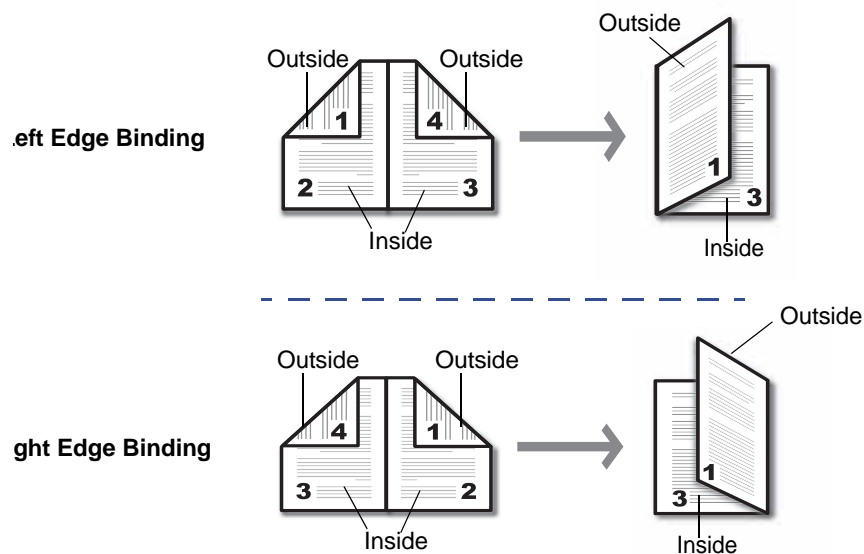 Outside
Outside Outside
1 4
eft Edge Binding
1
2 3 3
Inside Inside
Outside
Outside Outside
4 1
ght Edge Binding
1
3 2 3
Inside Inside